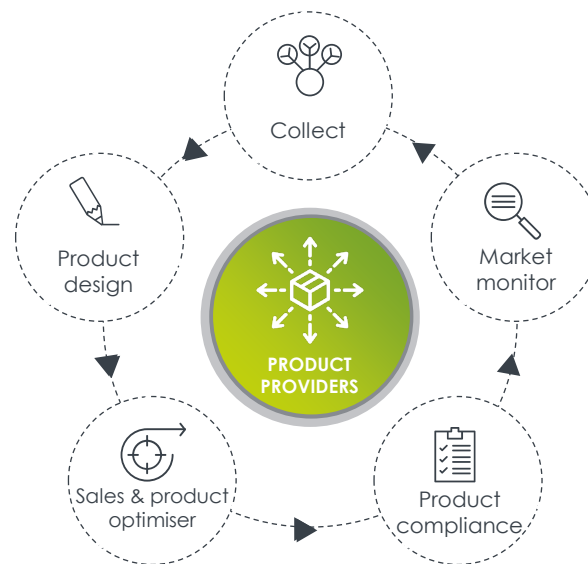 Collect
Product
design
Market
monitor
PRODUCT
PROVIDERS
Sales & product
optimiser
Product
compliance